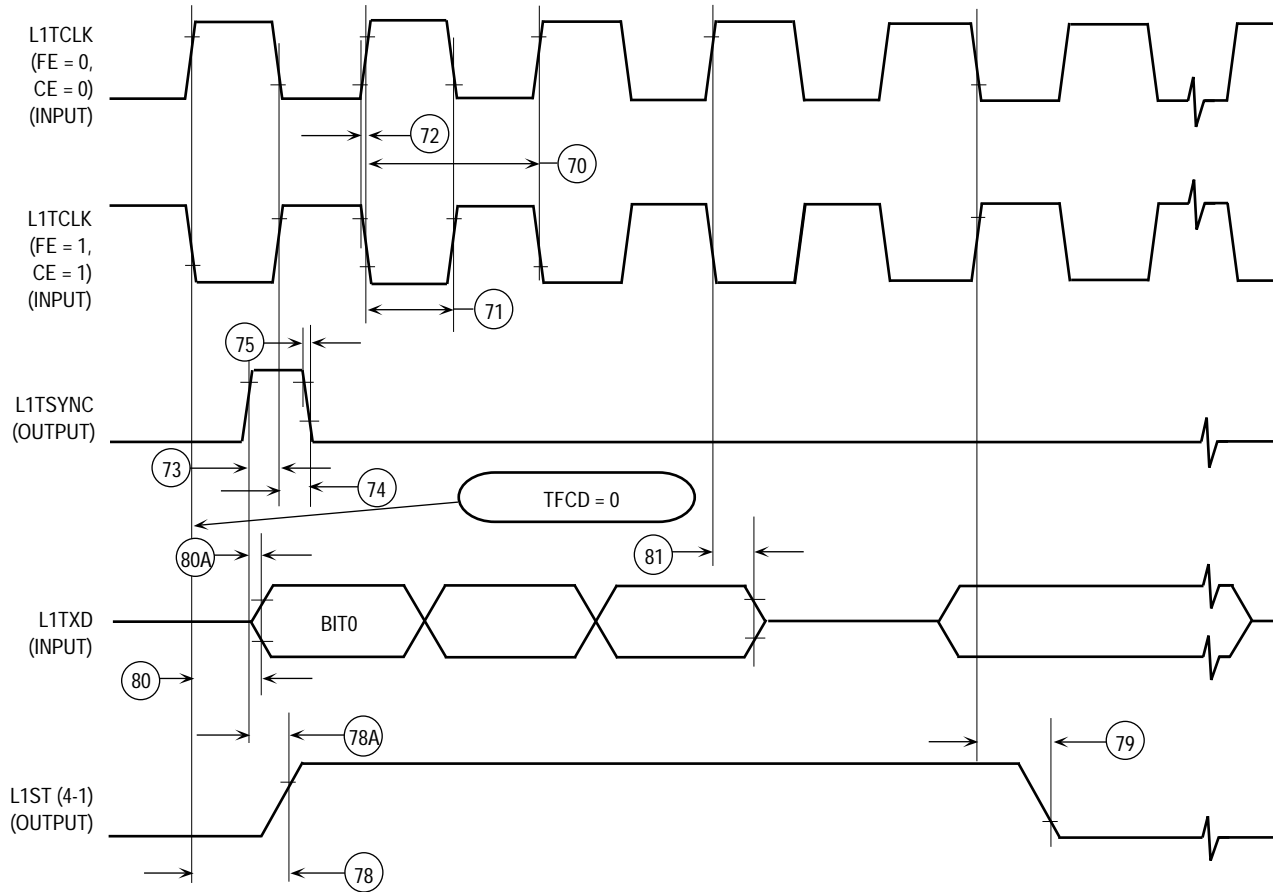 L1TCLK
(FE = 0,
CE = 0)
(INPUT)
72
70
L1TCLK
(FE = 1,
CE = 1)
(INPUT)
71
75
L1TSYNC
(OUTPUT)
73
74
TFCD = 0
80A
81
L1TXD
(INPUT)
BIT0
80
78A
79
L1ST (4-1)
(OUTPUT)
78